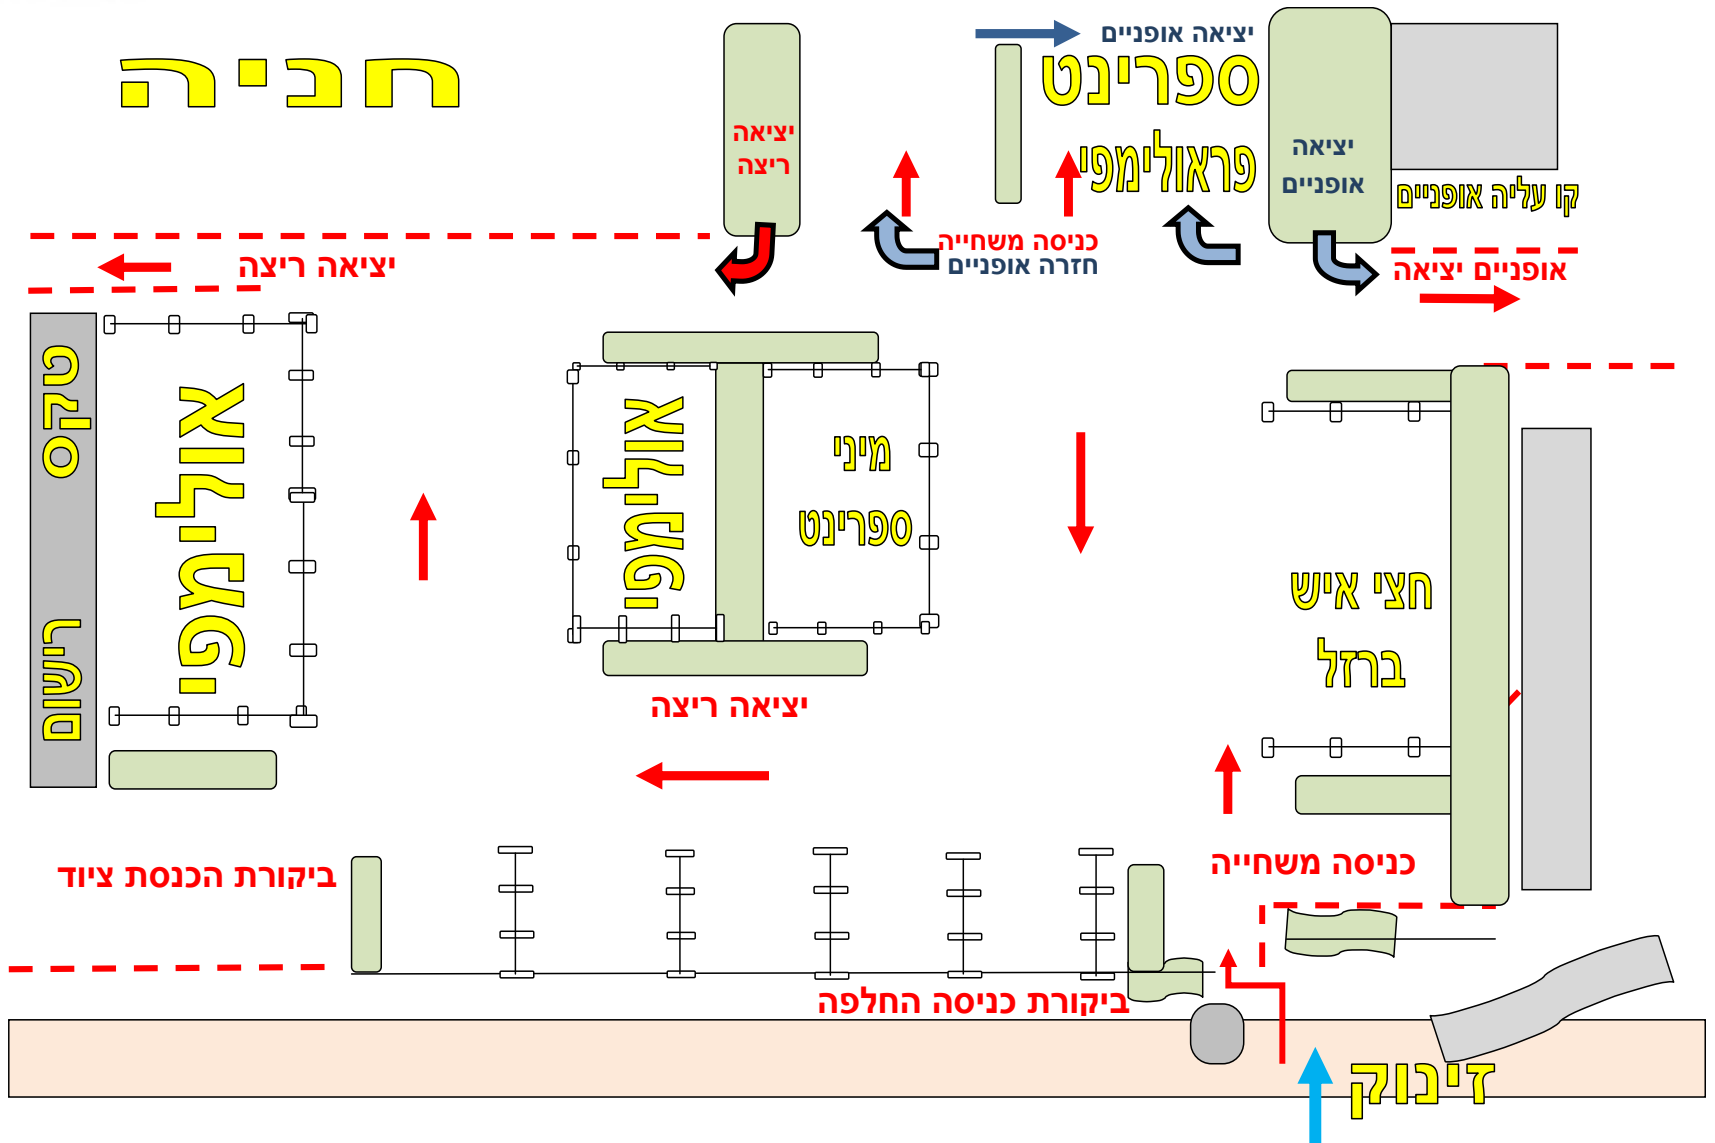 יציאה אופניים
חניה
ספרינט
פראולימפי
יציאה
ריצה
יציאה
אופניים
קו עליה אופניים
כניסה משחייה
חזרה אופניים
אופניים יציאה
יציאה ריצה
טקס
רישום
אולימפי
אולימפי
מיני
ספרינט
חצי איש
ברזל
יציאה ריצה
כניסה משחייה
ביקורת הכנסת ציוד
ביקורת כניסה החלפה
זינוק